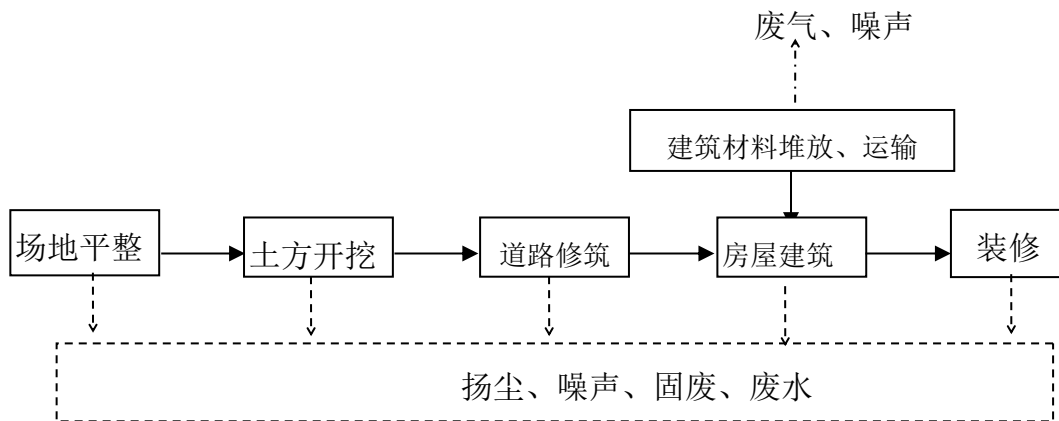 废气、噪声
建筑材料堆放、运输
场地平整
土方开挖
道路修筑
房屋建筑
装修
扬尘、噪声、固废、废水